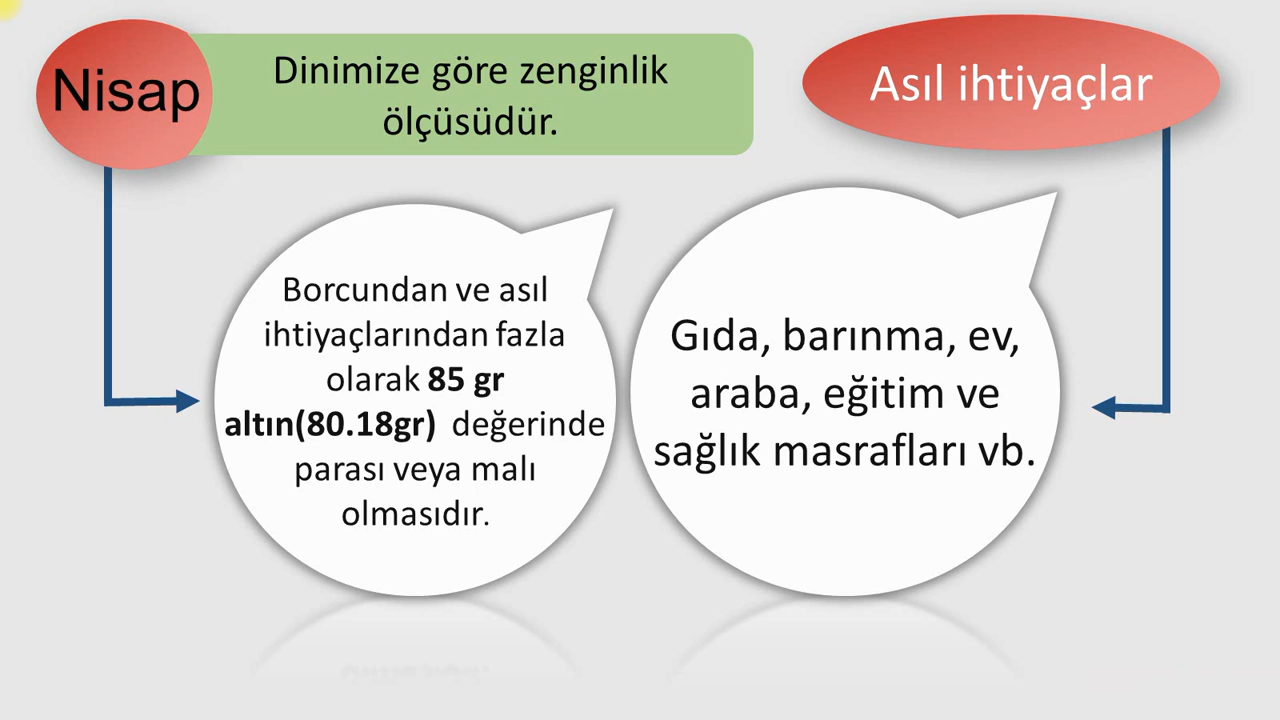 Nisap
Dinimize göre zenginlik
ölçüsüdür.
Asıl ihtiyaçlar
Borcundan ve asıl
ihtiyaçlarından fazla
olarak 85 gr
altın(80.18gr) değerinde
parası veya malı
olmasıdır.
Gıda, barınma, ev,
araba, eğitim ve
sağlık masrafları vb.